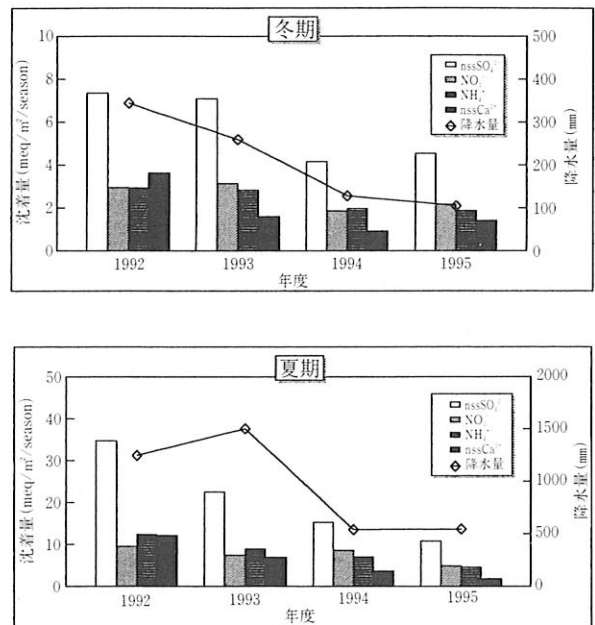 冬期
10
8
6
4
2
0
沈着量(meq/㎡/season)
500
400
300
200
100
0
降水量(mm)
nssSO₄²⁻
NO₃⁻
NH₄⁺
nssCa²⁺
降水量
1992 1993 1994 1995
年度
夏期
50
40
30
20
10
0
沈着量(meq/㎡/season)
2000
1500
1000
500
0
降水量(mm)
nssSO₄²⁻
NO₃⁻
NH₄⁺
nssCa²⁺
降水量
1992 1993 1994 1995
年度